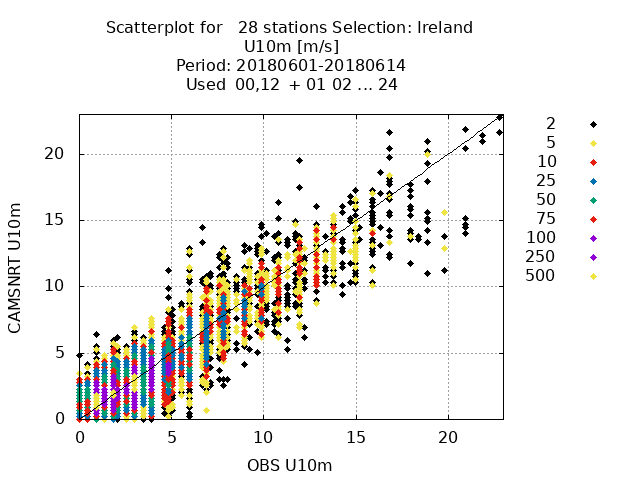 Scatterplot for   28 stations Selection: Ireland
U10m [m/s]
Period: 20180601-20180614
Used  00,12  + 01 02 ... 24
CAMSNRT U10m
20
15
10
5
0
0 5 10 15 20
OBS U10m
2
5
10
25
50
75
100
250
500